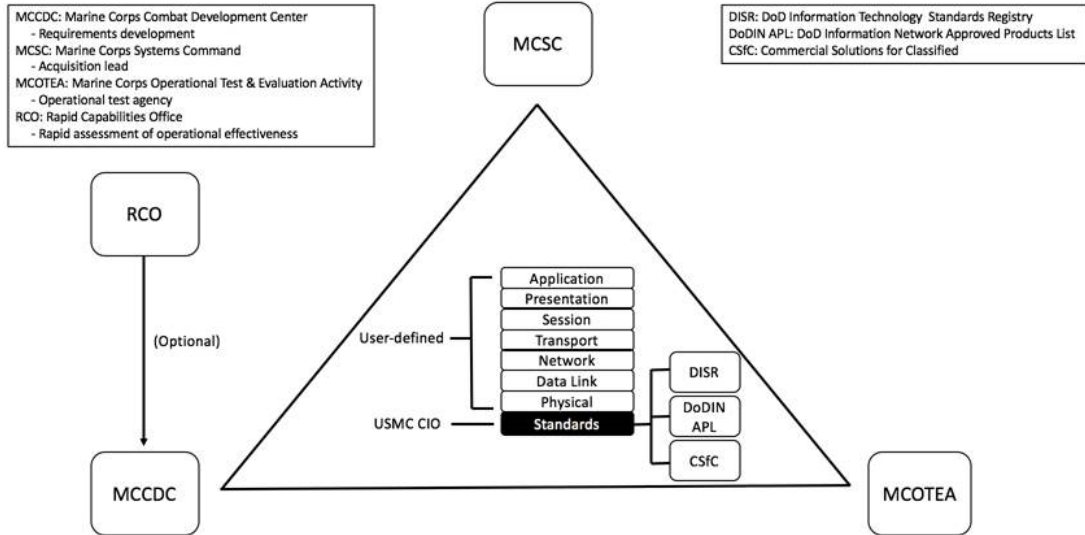 MCCDC: Marine Corps Combat Development Center
- Requirements development
MCSC: Marine Corps Systems Command
- Acquisition lead
MCOTEA: Marine Corps Operational Test & Evaluation Activity
- Operational test agency
RCO: Rapid Capabilities Office
- Rapid assessment of operational effectiveness
DISR: DoD Information Technology Standards Registry
DoDIN APL: DoD Information Network Approved Products List
CSfC: Commercial Solutions for Classified
MCSC
RCO
(Optional)
User-defined
Application
Presentation
Session
Transport
Network
Data Link
Physical
USMC CIO
Standards
DISR
DoDIN
APL
CSfC
MCCDC
MCOTEA